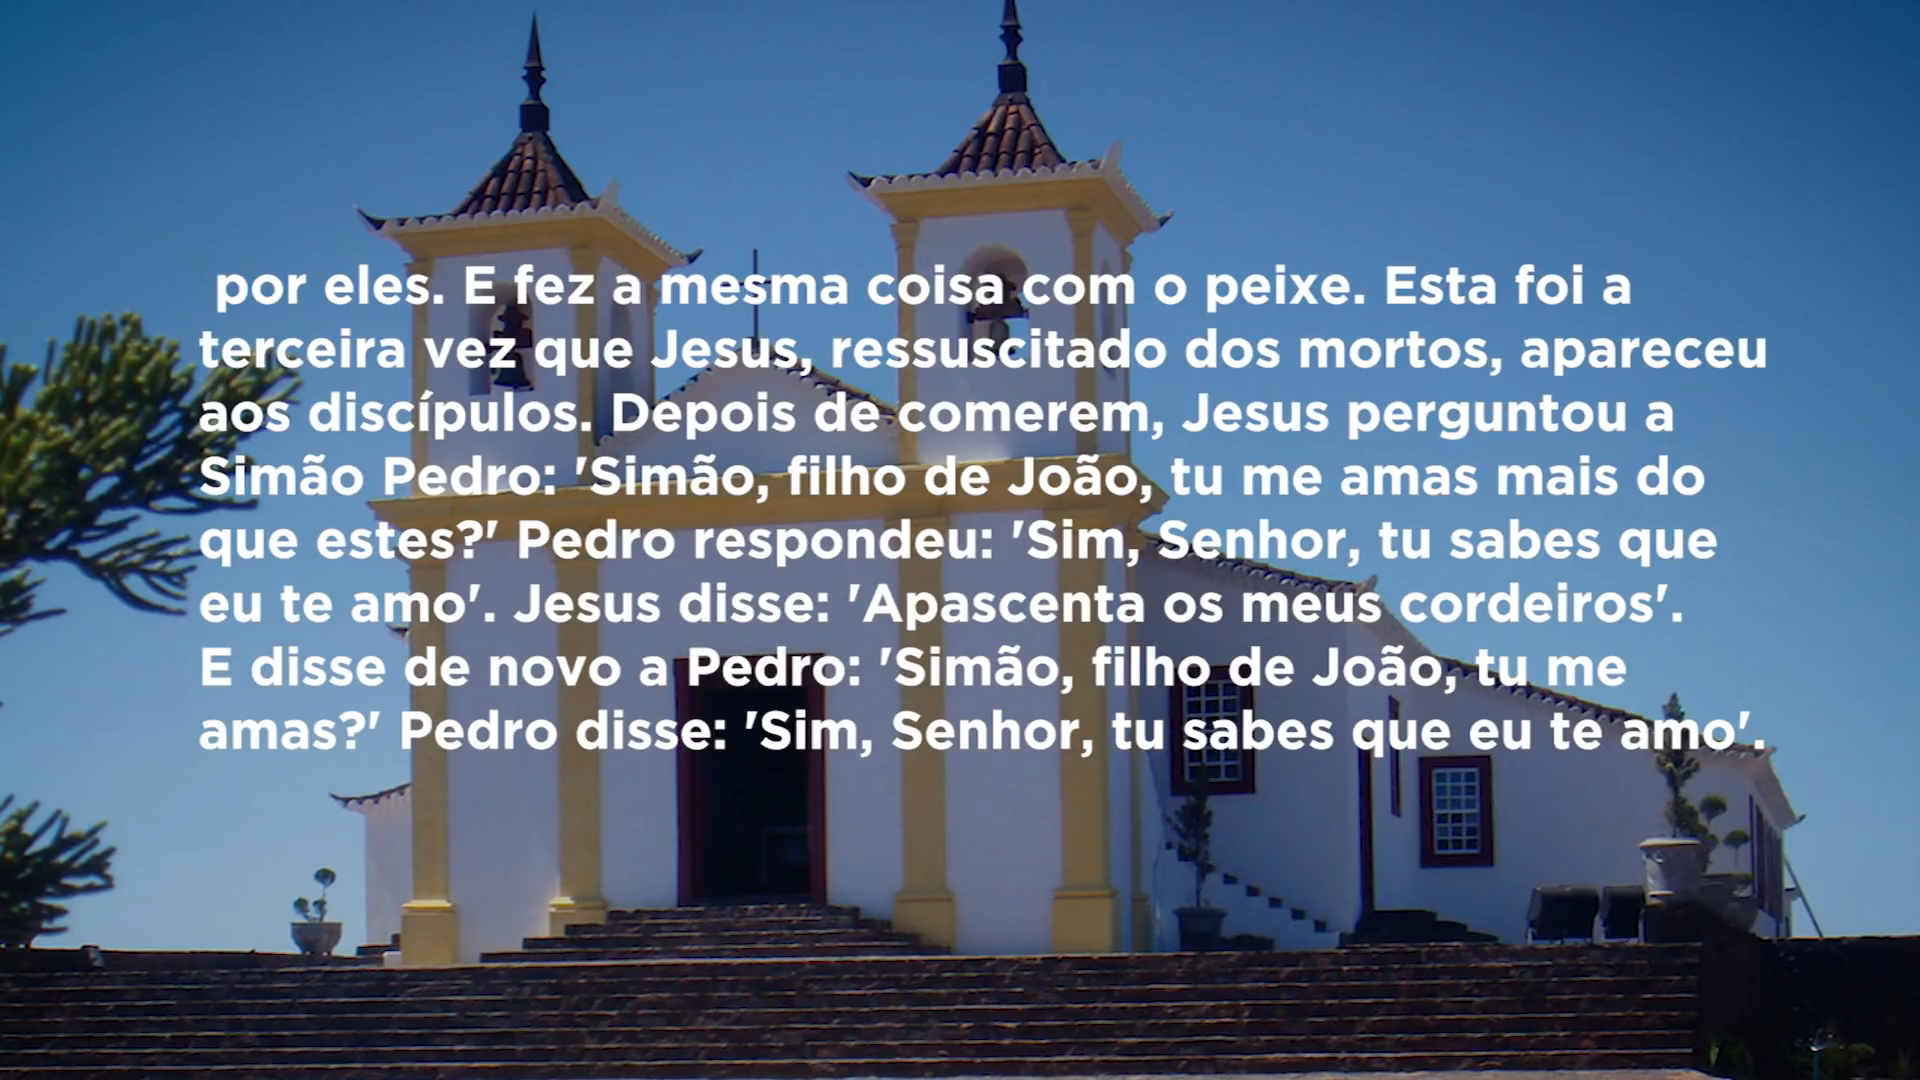 por eles. E fez a mesma coisa com o peixe. Esta foi a
terceira vez que Jesus, ressuscitado dos mortos, apareceu
aos discípulos. Depois de comerem, Jesus perguntou a
Simão Pedro: 'Simão, filho de João, tu me amas mais do
que estes?' Pedro respondeu: 'Sim, Senhor, tu sabes que
eu te amo'. Jesus disse: 'Apascenta os meus cordeiros'.
E disse de novo a Pedro: 'Simão, filho de João, tu me
amas?' Pedro disse: 'Sim, Senhor, tu sabes que eu te amo'.